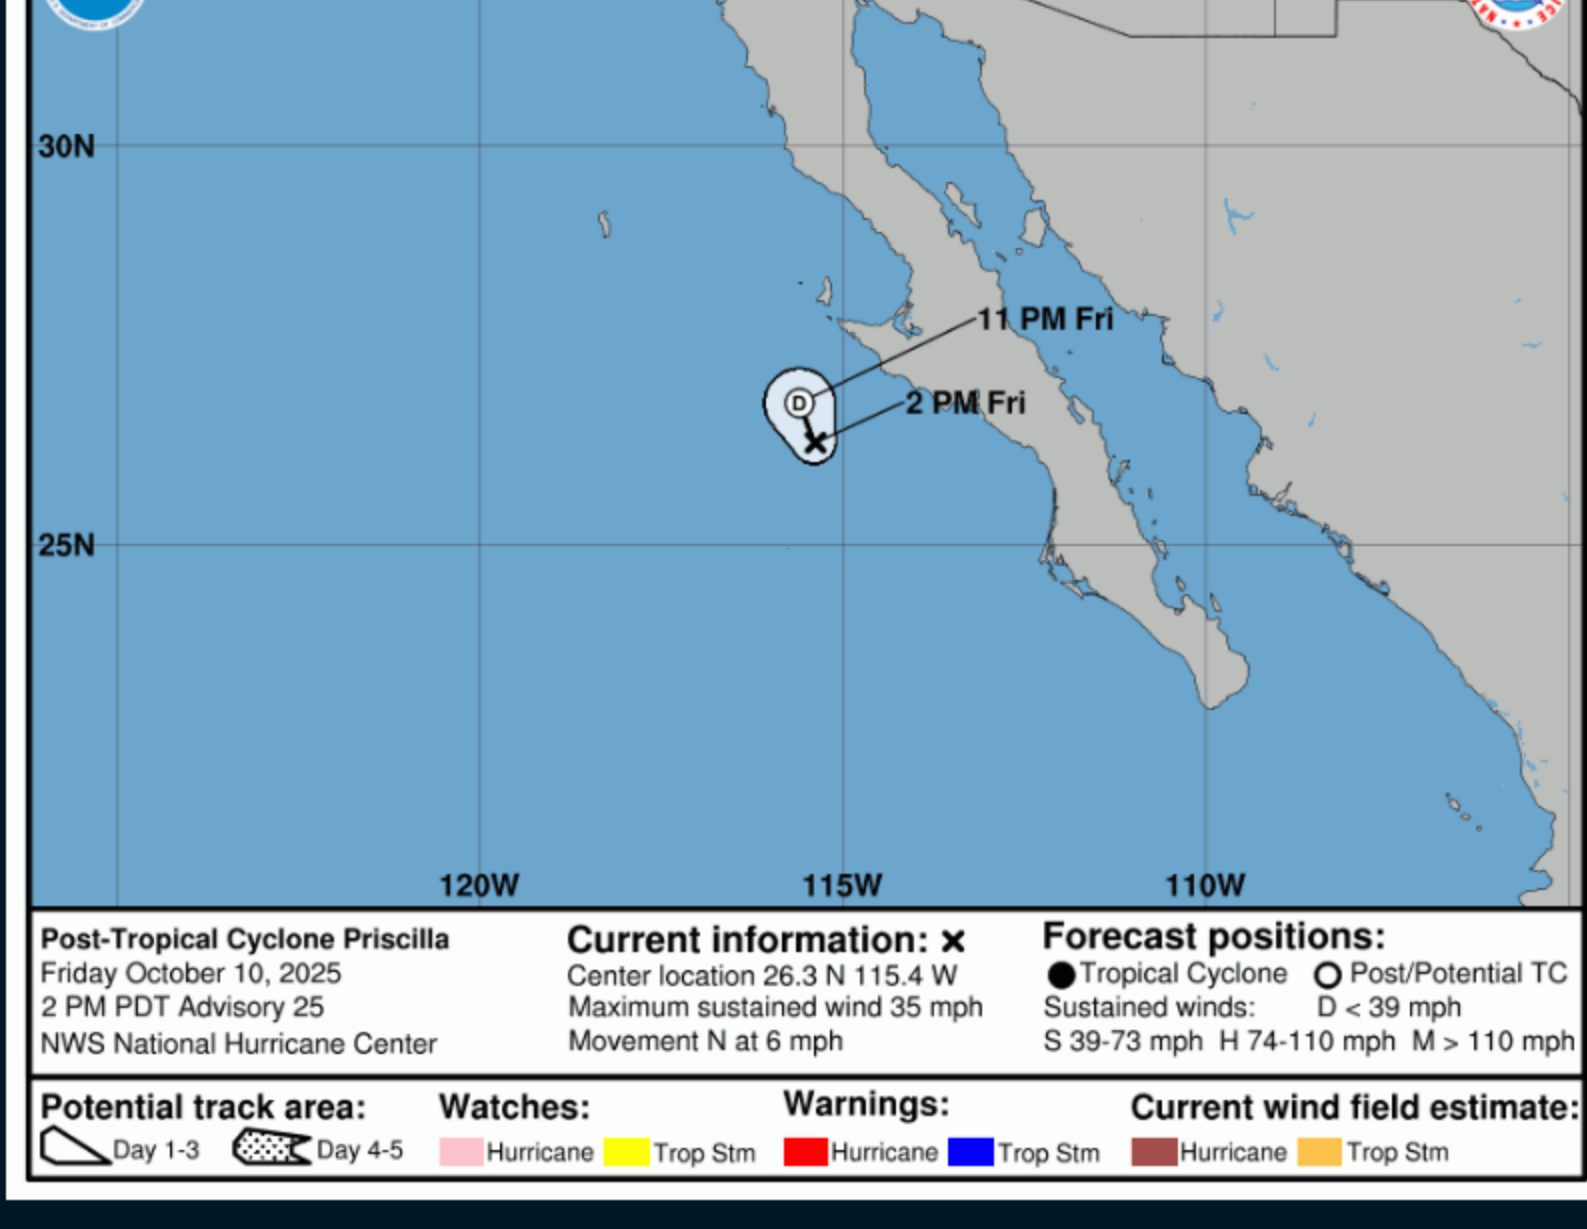 30N
11 PM Fri
2 PM Fri
25N
120W
115W
110W
Post-Tropical Cyclone Priscilla
Friday October 10, 2025
2 PM PDT Advisory 25
NWS National Hurricane Center
Current information: ×
Center location 26.3 N 115.4 W
Maximum sustained wind 35 mph
Movement N at 6 mph
Forecast positions:
Tropical Cyclone Post/Potential TC
Sustained winds: D < 39 mph
S 39-73 mph H 74-110 mph M > 110 mph
Potential track area:
Day 1-3 Day 4-5
Watches:
Hurricane Trop Stm
Warnings:
Hurricane Trop Stm
Current wind field estimate:
Hurricane Trop Stm
D